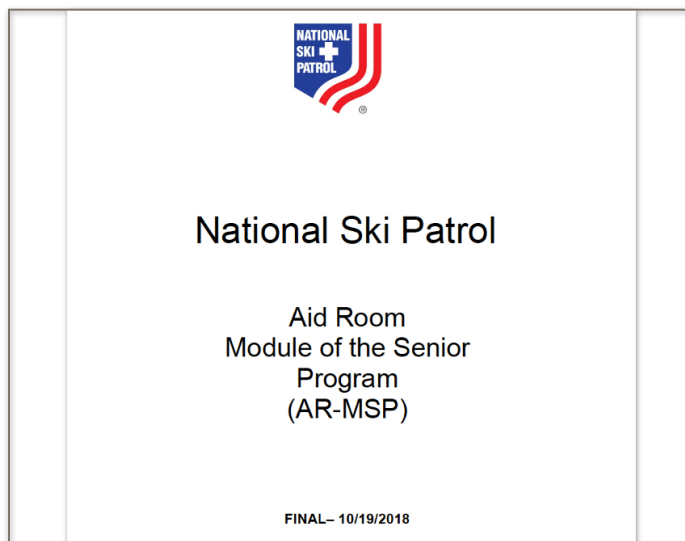 NATIONAL
SKI
PATROL
®
National Ski Patrol
Aid Room
Module of the Senior
Program
(AR-MSP)
FINAL– 10/19/2018